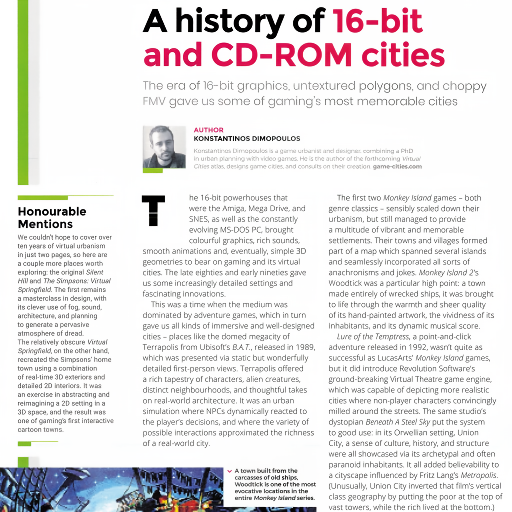 A history of 16-bit
and CD-ROM cities
The era of 16-bit graphics, untextured polygons, and choppy
FMV gave us some of gaming's most memorable cities
AUTHOR
KONSTANTINOS DIMOPOULOS
Konstantinos Dimopoulos is a game urbanist and designer, combining a PhD
in urban planning with video games. He is the author of the forthcoming Virtual
Cities atlas, designs game cities, and consults on their creation. game-cities.com
Honourable
Mentions
We couldn't hope to cover over
ten years of virtual urbanism
in just two pages, so here are
a couple more places worth
exploring: the original Silent
Hill and The Simpsons: Virtual
Springfield. The first remains
a masterclass in design, with
its clever use of fog, sound,
architecture, and planning
to generate a pervasive
atmosphere of dread.
The relatively obscure Virtual
Springfield, on the other hand,
recreated the Simpsons' home
town using a combination
of real-time 3D exteriors and
detailed 2D interiors. It was
an exercise in abstracting and
reimagining a 2D setting in a
3D space, and the result was
one of gaming's first interactive
cartoon towns.
The 16-bit powerhouses that
were the Amiga, Mega Drive, and
SNES, as well as the constantly
evolving MS-DOS PC, brought
colourful graphics, rich sounds,
smooth animations and, eventually, simple 3D
geometries to bear on gaming and its virtual
cities. The late eighties and early nineties gave
us some increasingly detailed settings and
fascinating innovations.
This was a time when the medium was
dominated by adventure games, which in turn
gave us all kinds of immersive and well-designed
cities – places like the domed megacity of
Terrapolis from Ubisoft's B.A.T., released in 1989,
which was presented via static but wonderfully
detailed first-person views. Terrapolis offered
a rich tapestry of characters, alien creatures,
distinct neighbourhoods, and thoughtful takes
on real-world architecture. It was an urban
simulation where NPCs dynamically reacted to
the player's decisions, and where the variety of
possible interactions approximated the richness
of a real-world city.
The first two Monkey Island games – both
genre classics – sensibly scaled down their
urbanism, but still managed to provide
a multitude of vibrant and memorable
settlements. Their towns and villages formed
part of a map which spanned several islands
and seamlessly incorporated all sorts of
anachronisms and jokes. Monkey Island 2's
Woodtick was a particular high point: a town
made entirely of wrecked ships, it was brought
to life through the warmth and sheer quality
of its hand-painted artwork, the vividness of its
inhabitants, and its dynamic musical score.
Lure of the Temptress, a point-and-click
adventure released in 1992, wasn't quite as
successful as LucasArts' Monkey Island games,
but it did introduce Revolution Software's
ground-breaking Virtual Theatre game engine,
which was capable of depicting more realistic
cities where non-player characters convincingly
milled around the streets. The same studio's
dystopian Beneath A Steel Sky put the system
to good use: in its Orwellian setting, Union
City, a sense of culture, history, and structure
were all showcased via its archetypal and often
paranoid inhabitants. It all added believability to
a cityscape influenced by Fritz Lang's Metropolis.
(Unusually, Union City inverted that film's vertical
class geography by putting the poor at the top of
vast towers, while the rich lived at the bottom.)
A town built from the
carcasses of old ships,
Woodtick is one of the most
evocative locations in the
entire Monkey Island series.